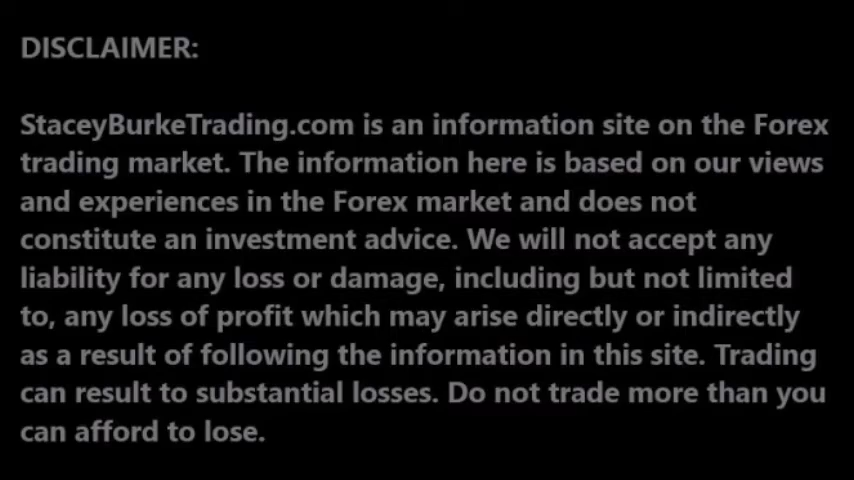 DISCLAIMER:
StaceyBurkeTrading.com is an information site on the Forex
trading market. The information here is based on our views
and experiences in the Forex market and does not
constitute an investment advice. We will not accept any
liability for any loss or damage, including but not limited
to, any loss of profit which may arise directly or indirectly
as a result of following the information in this site. Trading
can result to substantial losses. Do not trade more than you
can afford to lose.